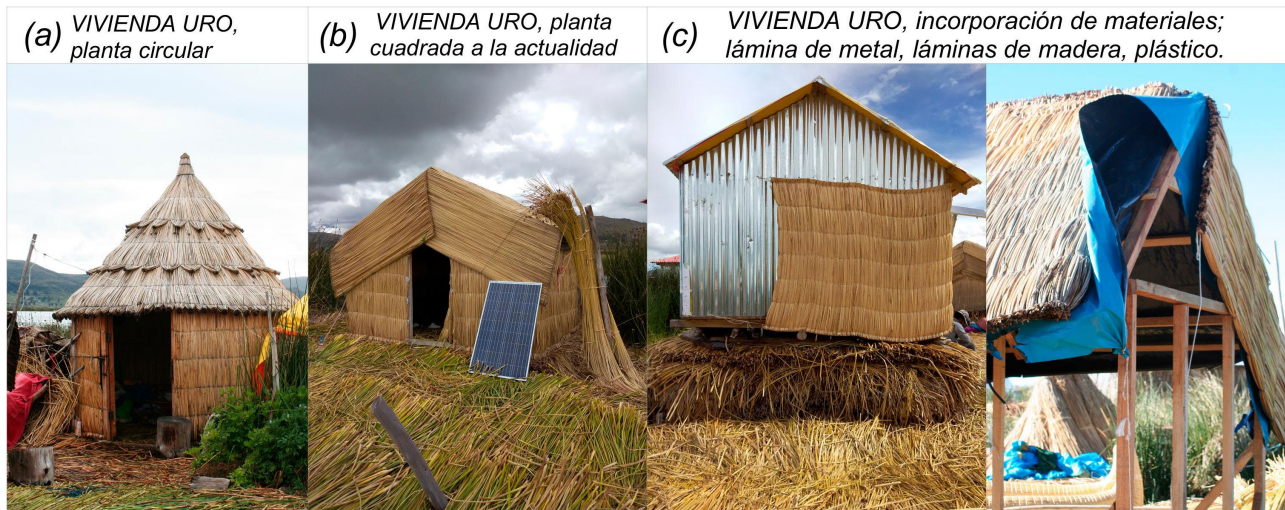 (a) VIVIENDA URO,
planta circular
(b) VIVIENDA URO, planta
cuadrada a la actualidad
(c) VIVIENDA URO, incorporación de materiales;
lámina de metal, láminas de madera, plástico.